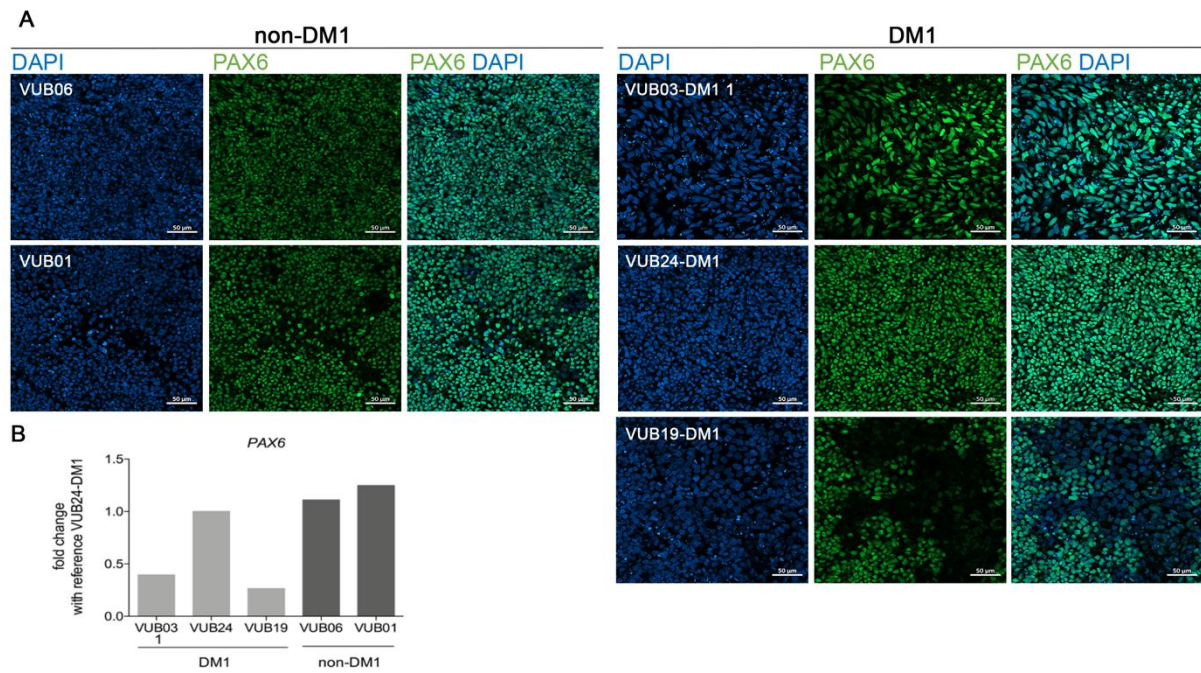 A
non-DM1
DM1
DAPI PAX6 PAX6 DAPI
DAPI PAX6 PAX6 DAPI
VUB06
50 µm 50 µm 50 µm
VUB03-DM1 1
50 µm 50 µm 50 µm
VUB01
50 µm 50 µm 50 µm
VUB24-DM1
50 µm 50 µm 50 µm
VUB19-DM1
50 µm 50 µm 50 µm
B
PAX6
fold change
with reference VUB24-DM1
1.5
1.0
0.5
0.0
VUB03 VUB24 VUB19 VUB06 VUB01
1
DM1 non-DM1